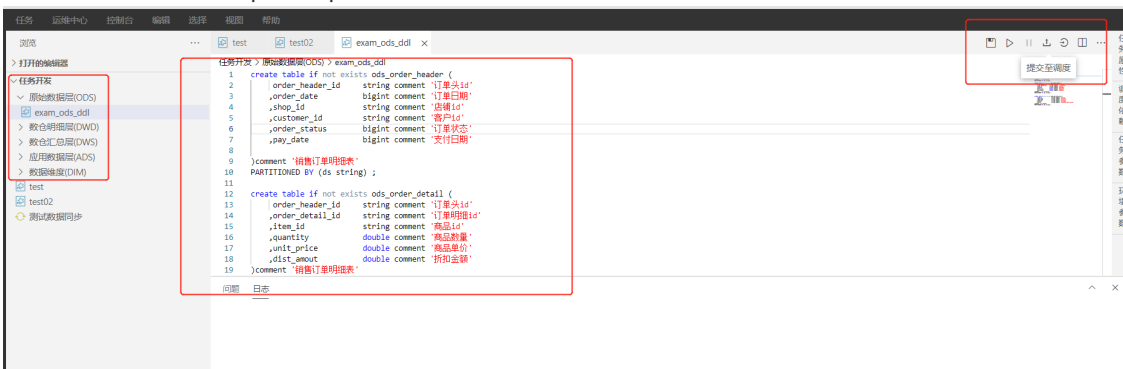 任务 运维中心 控制台 编辑 选择 视图 帮助
浏览 ···
test test02 exam_ods_ddl ×
提交至调度
> 打开的编辑器
任务开发
原始数据层(ODS)
exam_ods_ddl
> 数仓明细层(DWD)
> 数仓汇总层(DWS)
> 应用数据层(ADS)
> 数据维度(DIM)
test
test02
测试数据同步
任务开发 > 原始数据层(ODS) > exam_ods_ddl
1 create table if not exists ods_order_header (
2 order_header_id string comment '订单头id'
3 ,order_date bigint comment '订单日期'
4 ,shop_id string comment '店铺id'
5 ,customer_id string comment '客户id'
6 ,order_status bigint comment '订单状态'
7 ,pay_date bigint comment '支付日期'
8
9 )comment '销售订单明细表'
10 PARTITIONED BY (ds string) ;
11
12 create table if not exists ods_order_detail (
13 order_header_id string comment '订单头id'
14 ,order_detail_id string comment '订单明细id'
15 ,item_id string comment '商品id'
16 ,quantity double comment '商品数量'
17 ,unit_price double comment '商品单价'
18 ,dist_amout double comment '折扣金额'
19 )comment '销售订单明细表'
问题 日志